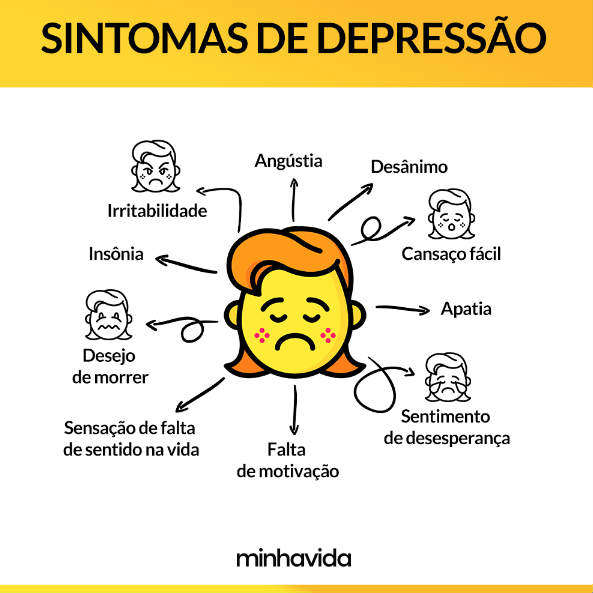 SINTOMAS DE DEPRESSÃO
Angústia
Desânimo
Irritabilidade
Cansaço fácil
Insônia
Apatia
Desejo
de morrer
Sentimento
de desesperança
Sensação de falta
de sentido na vida
Falta
de motivação
minhavida